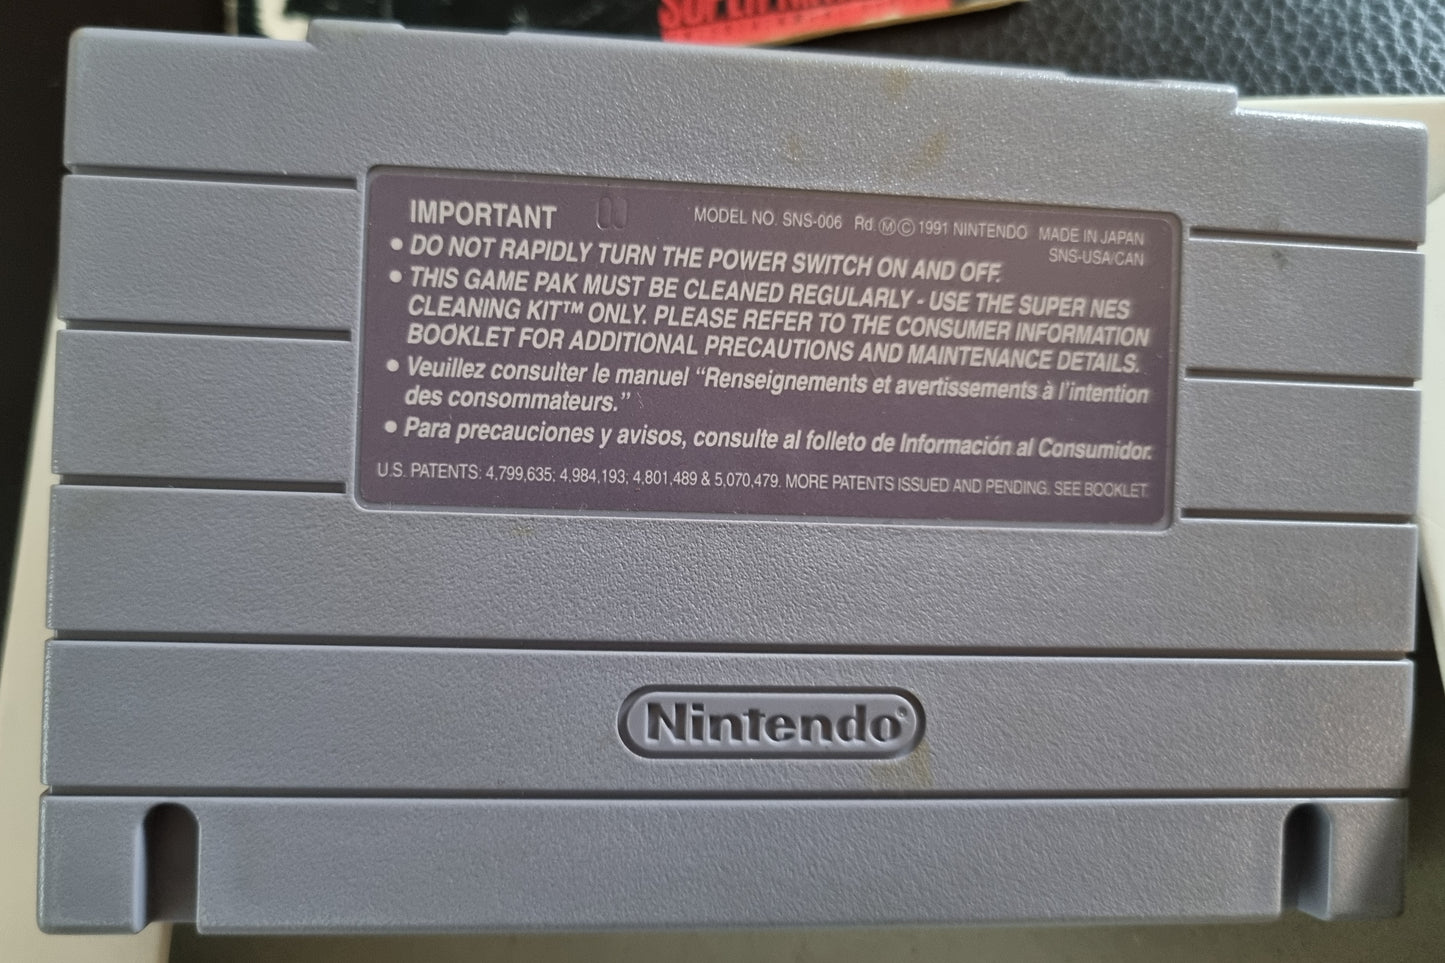 IMPORTANT MODEL NO. SNS-006 Rd. Ⓜ Ⓒ 1991 NINTENDO MADE IN JAPAN
SNS-USA/CAN
• DO NOT RAPIDLY TURN THE POWER SWITCH ON AND OFF.
• THIS GAME PAK MUST BE CLEANED REGULARLY - USE THE SUPER NES
CLEANING KIT™ ONLY. PLEASE REFER TO THE CONSUMER INFORMATION
BOOKLET FOR ADDITIONAL PRECAUTIONS AND MAINTENANCE DETAILS.
• Veuillez consulter le manuel “Renseignements et avertissements à l’intention
des consommateurs.”
• Para precauciones y avisos, consulte al folleto de Información al Consumidor.
U.S. PATENTS: 4,799,635; 4,984,193; 4,801,489 & 5,070,479. MORE PATENTS ISSUED AND PENDING. SEE BOOKLET.
Nintendo®